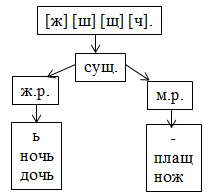 [ж] [ш] [щ] [ч].
сущ.
ж.р.
м.р.
ь
ночь
дочь
-
плащ
нож